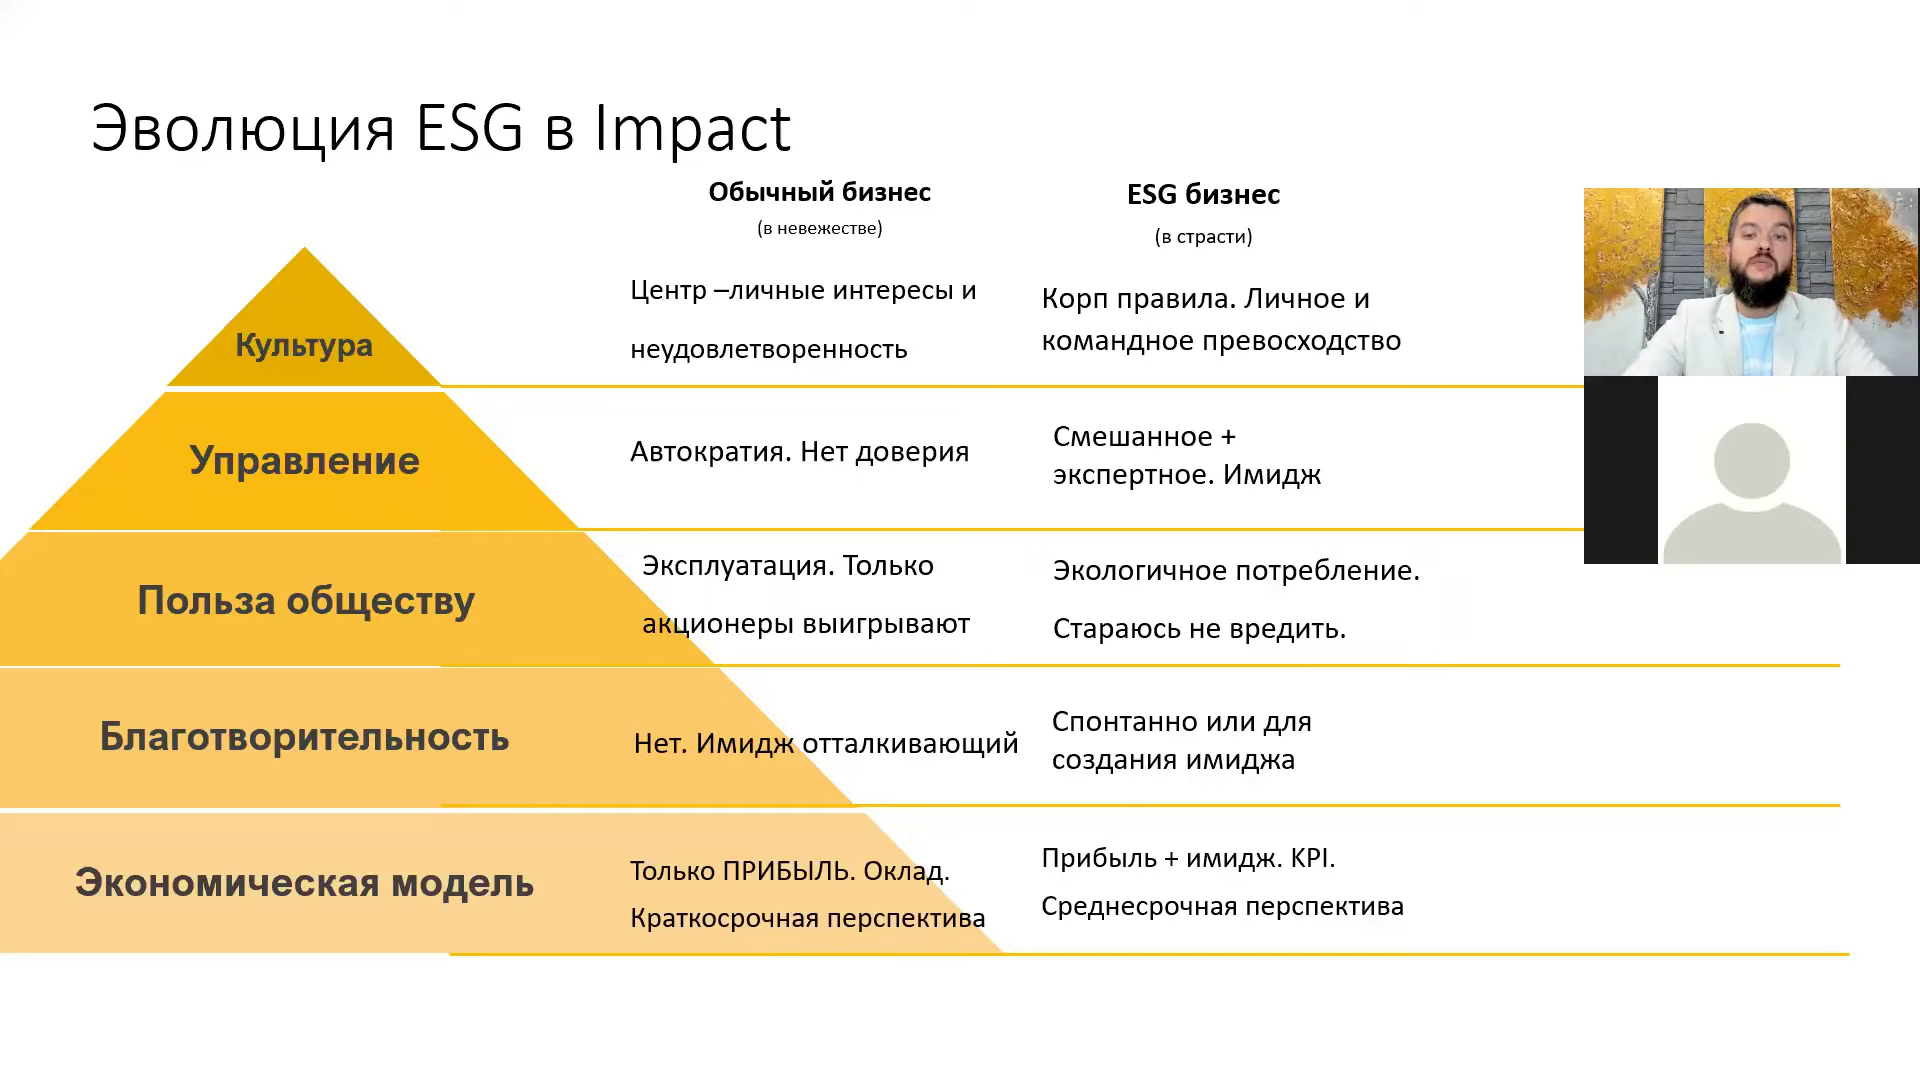 Эволюция ESG в Impact
Обычный бизнес
(в невежестве)
ESG бизнес
(в страсти)
Культура
Центр –личные интересы и
неудовлетворенность
Корп правила. Личное и
командное превосходство
Управление
Автократия. Нет доверия
Смешанное +
экспертное. Имидж
Польза обществу
Эксплуатация. Только
акционеры выигрывают
Экологичное потребление.
Стараюсь не вредить.
Благотворительность
Нет. Имидж отталкивающий
Спонтанно или для
создания имиджа
Экономическая модель
Только ПРИБЫЛЬ. Оклад.
Краткосрочная перспектива
Прибыль + имидж. KPI.
Среднесрочная перспектива